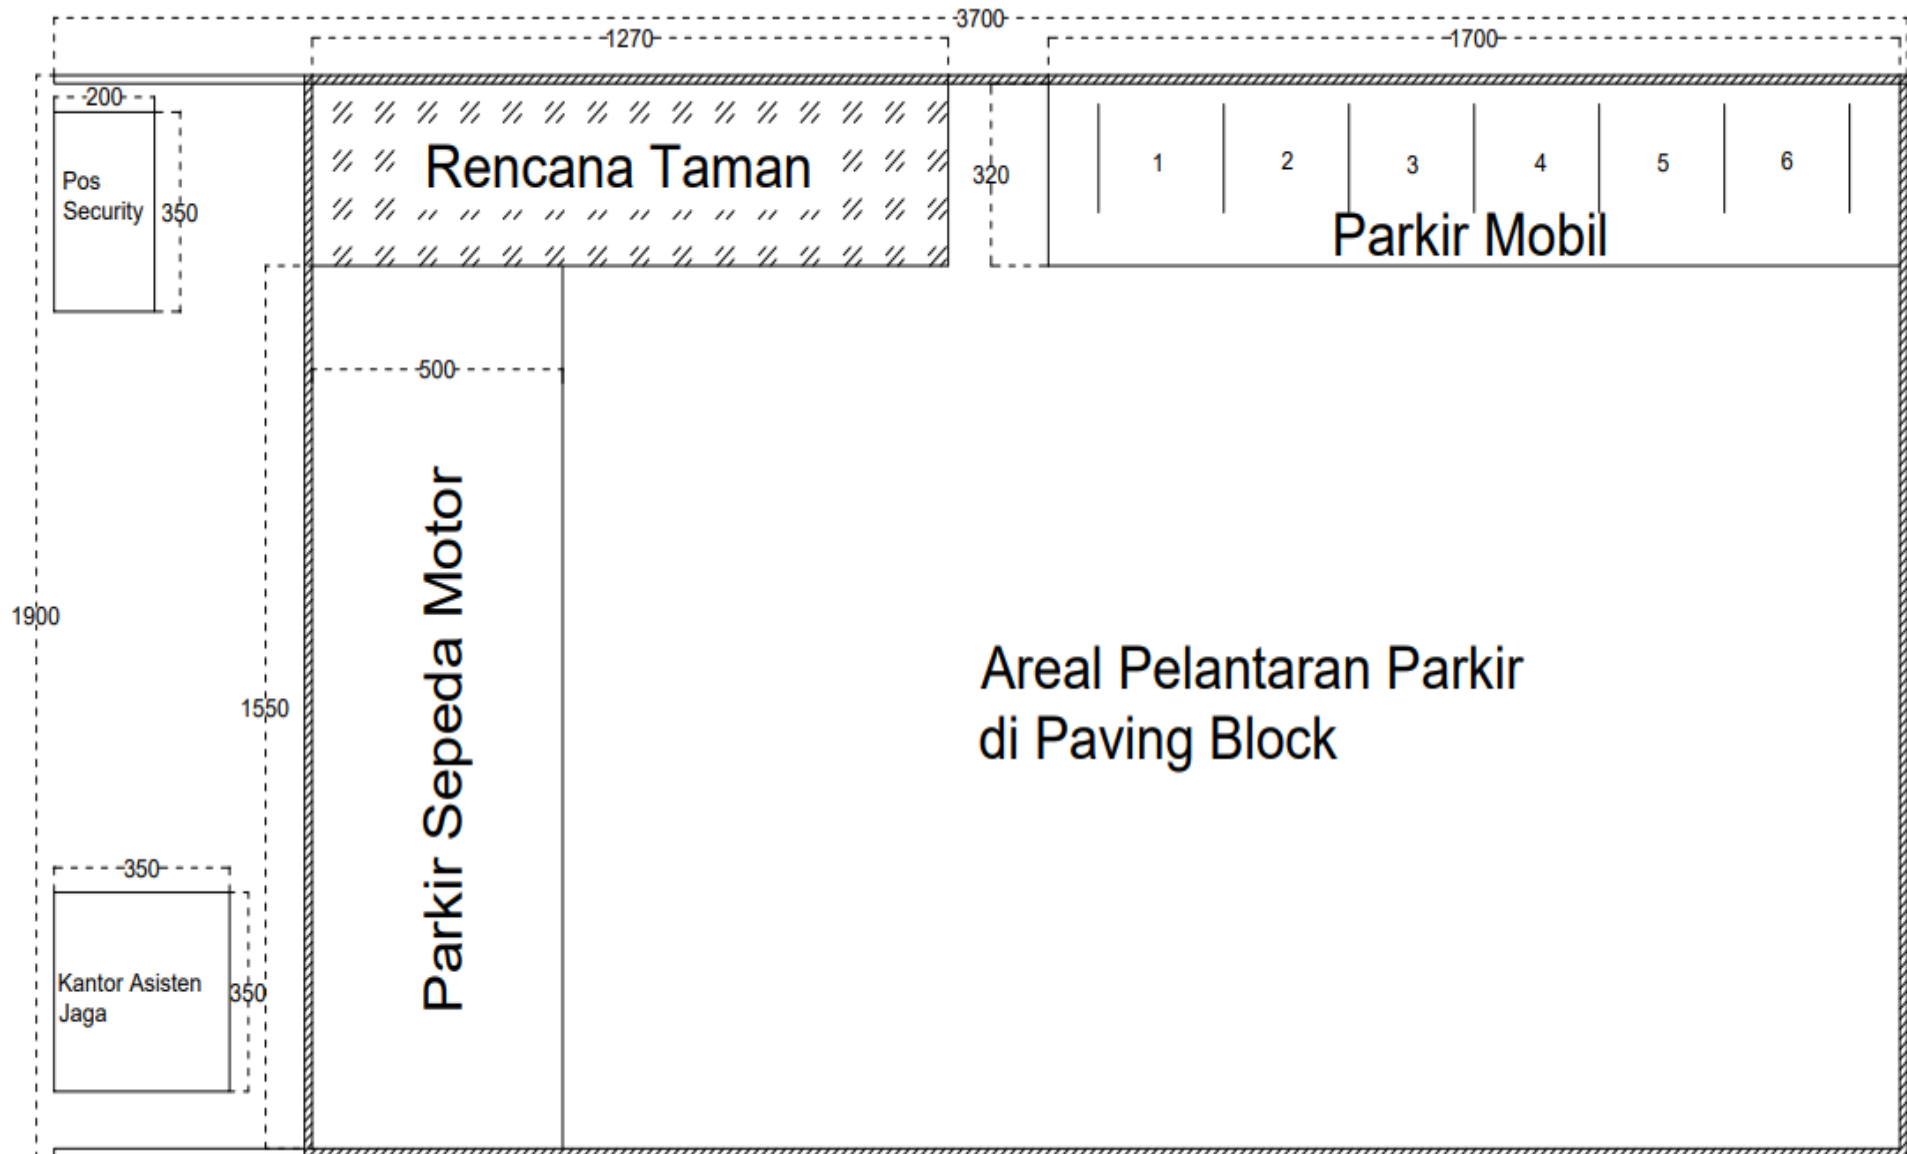 3700
1270
1700
200
Pos
Security
350
Rencana Taman
320
1
2
3
4
5
6
Parkir Mobil
500
1900
1550
Parkir Sepeda Motor
Areal Pelantaran Parkir
di Paving Block
350
Kantor Asisten
Jaga
350